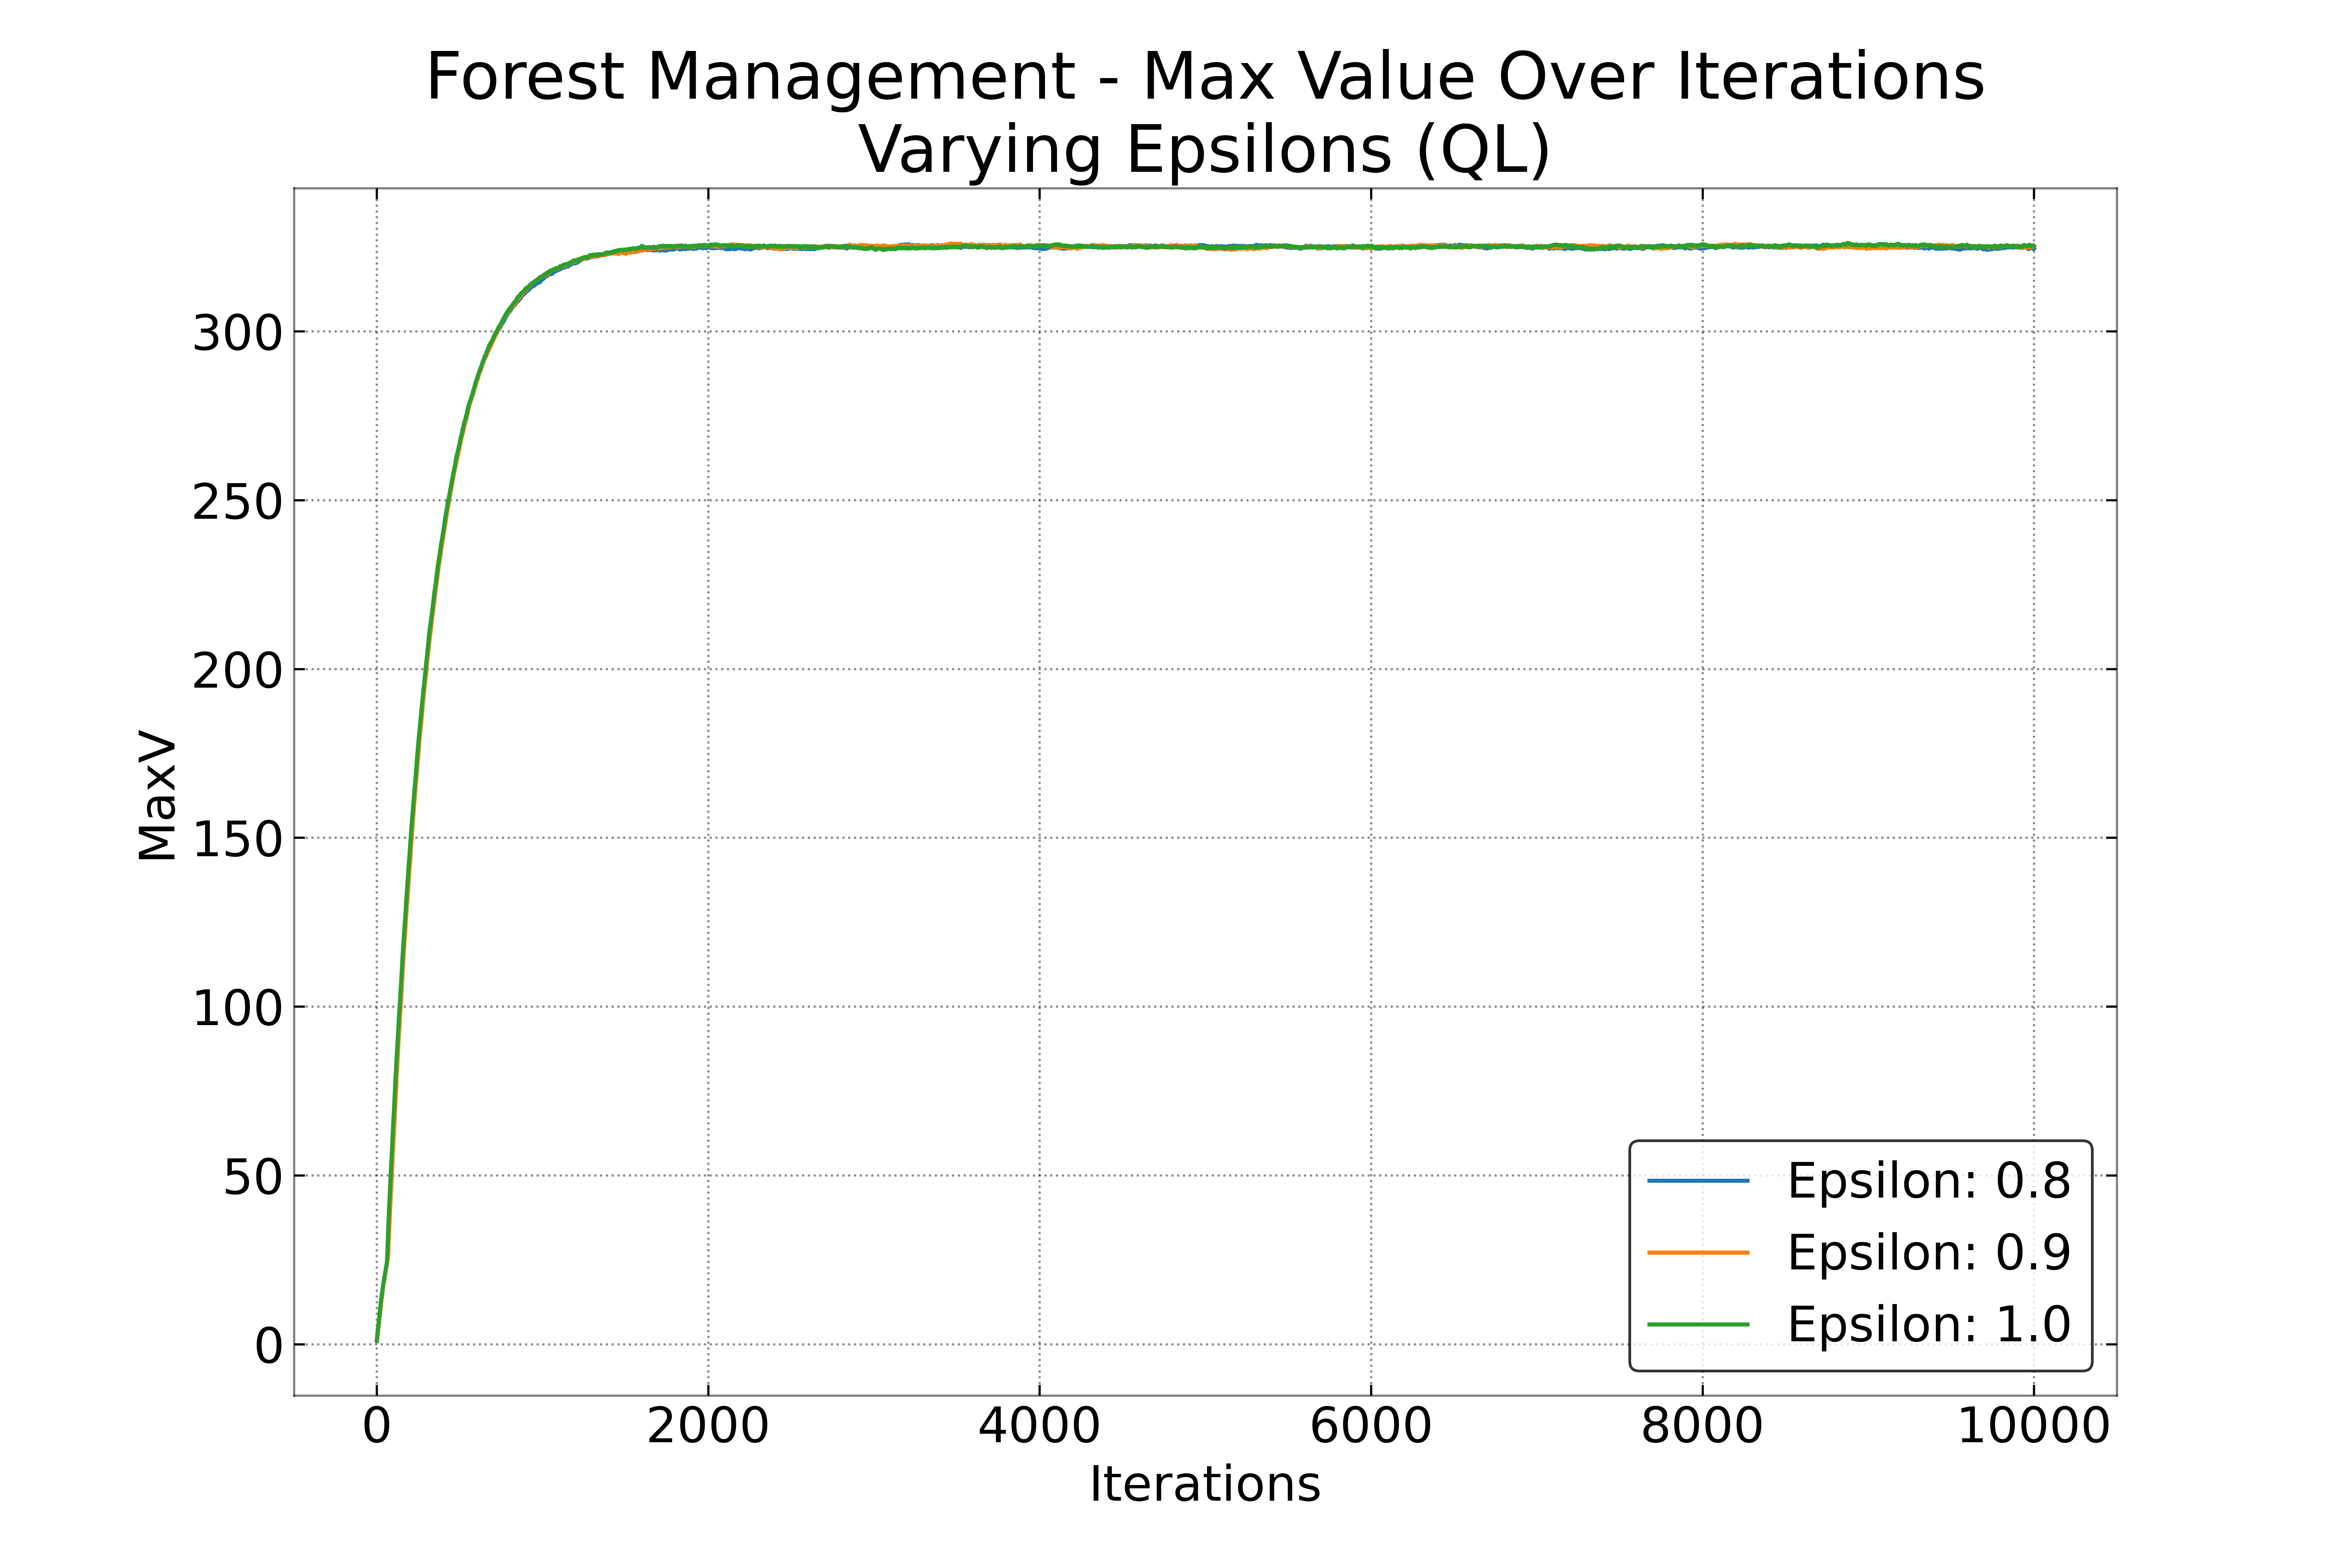 Forest Management - Max Value Over Iterations
Varying Epsilons (QL)
MaxV
300
250
200
150
100
50
0
0 2000 4000 6000 8000 10000
Iterations
Epsilon: 0.8
Epsilon: 0.9
Epsilon: 1.0